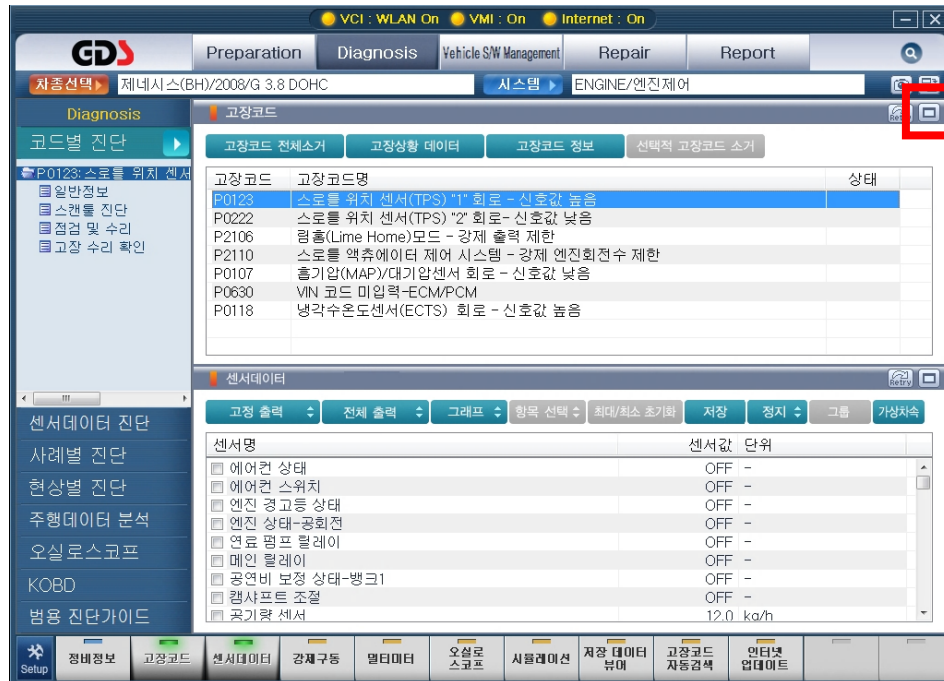 VCI : WLAN On VMI : On Internet : On
GDS Preparation Diagnosis Vehicle S/W Management Repair Report
차종선택 제네시스(BH)/2008/G 3.8 DOHC 시스템 ENGINE/엔진제어
Diagnosis
코드별 진단
P0123:스로틀 위치 센서
일반정보
스캔툴 진단
점검 및 수리
고장 수리 확인
센서데이터 진단
사례별 진단
현상별 진단
주행데이터 분석
오실로스코프
KOBD
범용 진단가이드
고장코드
Retry
고장코드 전체소거 고장상황 데이터 고장코드 정보 선택적 고장코드 소거
고장코드 고장코드명 상태
P0123 스로틀 위치 센서(TPS) "1" 회로 - 신호값 높음
P0222 스로틀 위치 센서(TPS) "2" 회로- 신호값 낮음
P2106 림홈(Lime Home)모드 - 강제 출력 제한
P2110 스로틀 액츄에이터 제어 시스템 - 강제 엔진회전수 제한
P0107 흡기압(MAP)/대기압센서 회로 - 신호값 낮음
P0630 VIN 코드 미입력-ECM/PCM
P0118 냉각수온도센서(ECTS) 회로 - 신호값 높음
센서데이터
Retry
고정 출력 전체 출력 그래프 항목 선택 최대/최소 초기화 저장 정지 그룹 가상차속
센서명 센서값 단위
에어컨 상태 OFF -
에어컨 스위치 OFF -
엔진 경고등 상태 OFF -
엔진 상태-공회전 OFF -
연료 펌프 릴레이 OFF -
메인 릴레이 OFF -
공연비 보정 상태-뱅크1 OFF -
캠샤프트 조절 OFF -
공기량 센서 12.0 kg/h
Setup 정비정보 고장코드 센서데이터 강제구동 멀티미터 오실로스코프 시뮬레이션 저장 데이터 뷰어 고장코드 자동검색 인터넷 업데이트